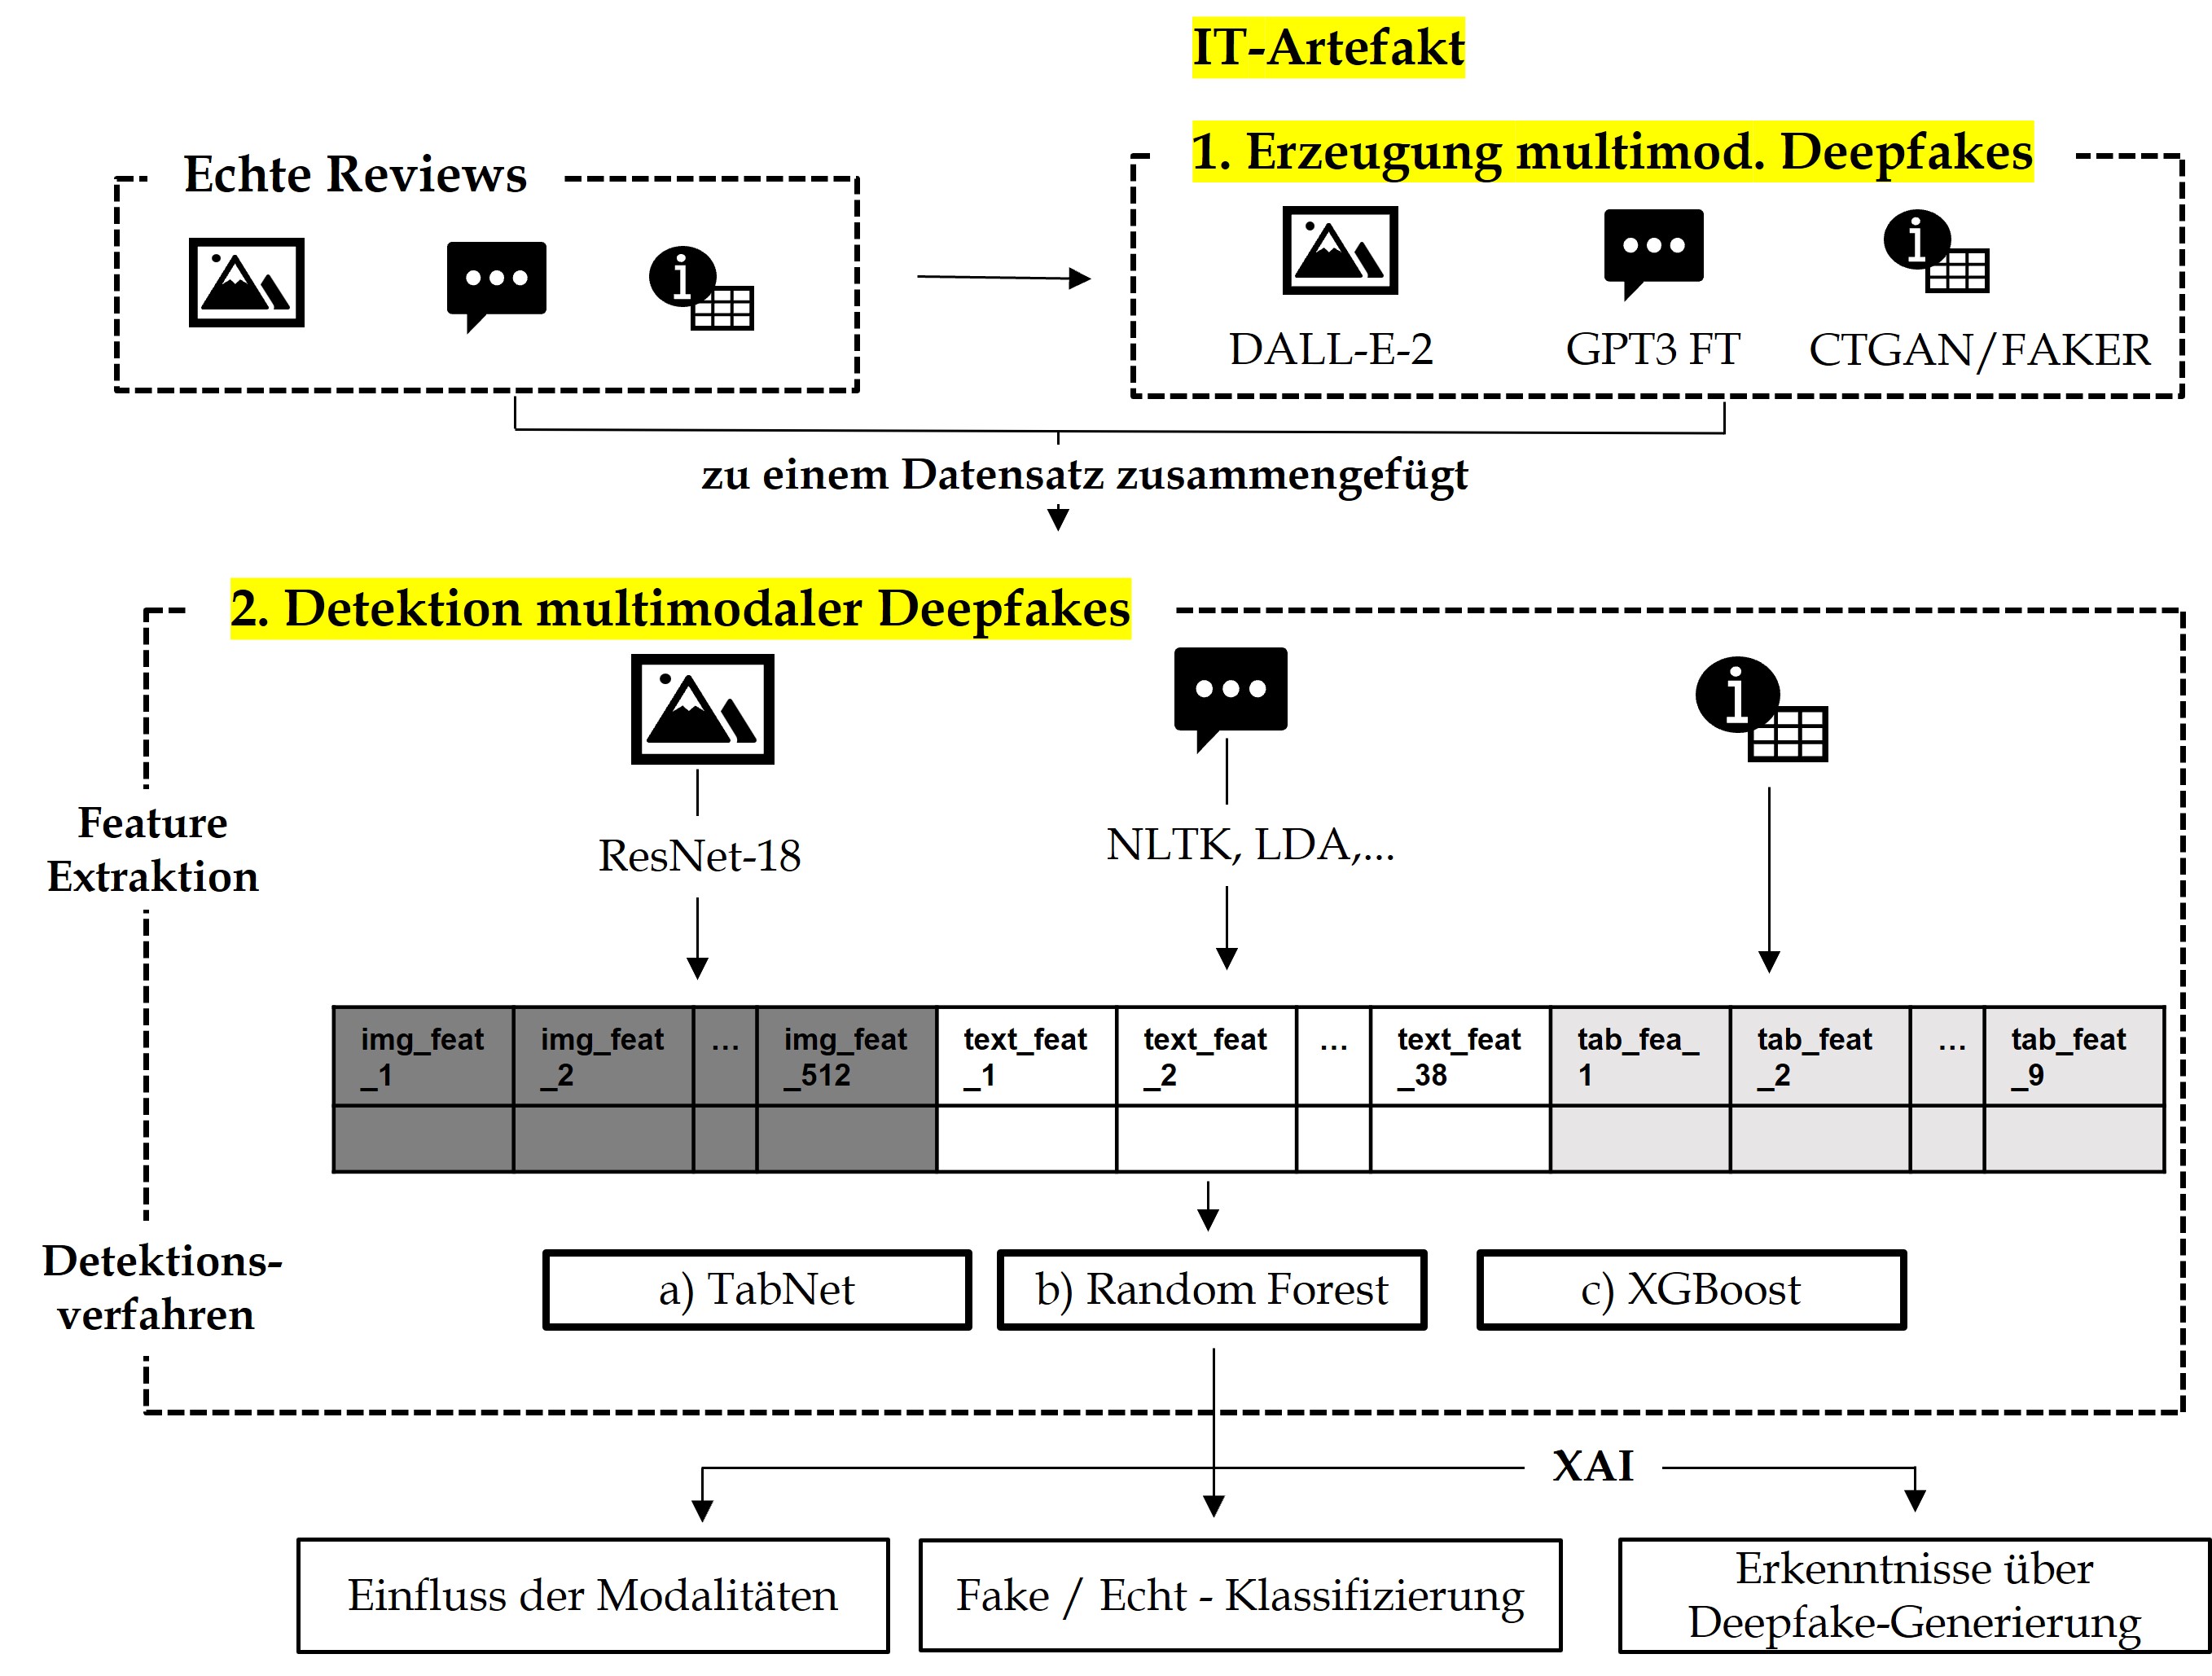 IT-Artefakt
1. Erzeugung multimod. Deepfakes
Echte Reviews
DALL-E-2
GPT3 FT
CTGAN/FAKER
zu einem Datensatz zusammengefügt
2. Detektion multimodaler Deepfakes
Feature
Extraktion
ResNet-18
NLTK, LDA,...
img_feat
_1
img_feat
_2
...
img_feat
_512
text_feat
_1
text_feat
_2
...
text_feat
_38
tab_fea_
1
tab_feat
_2
...
tab_feat
_9
Detektions-
verfahren
a) TabNet
b) Random Forest
c) XGBoost
XAI
Einfluss der Modalitäten
Fake / Echt - Klassifizierung
Erkenntnisse über
Deepfake-Generierung